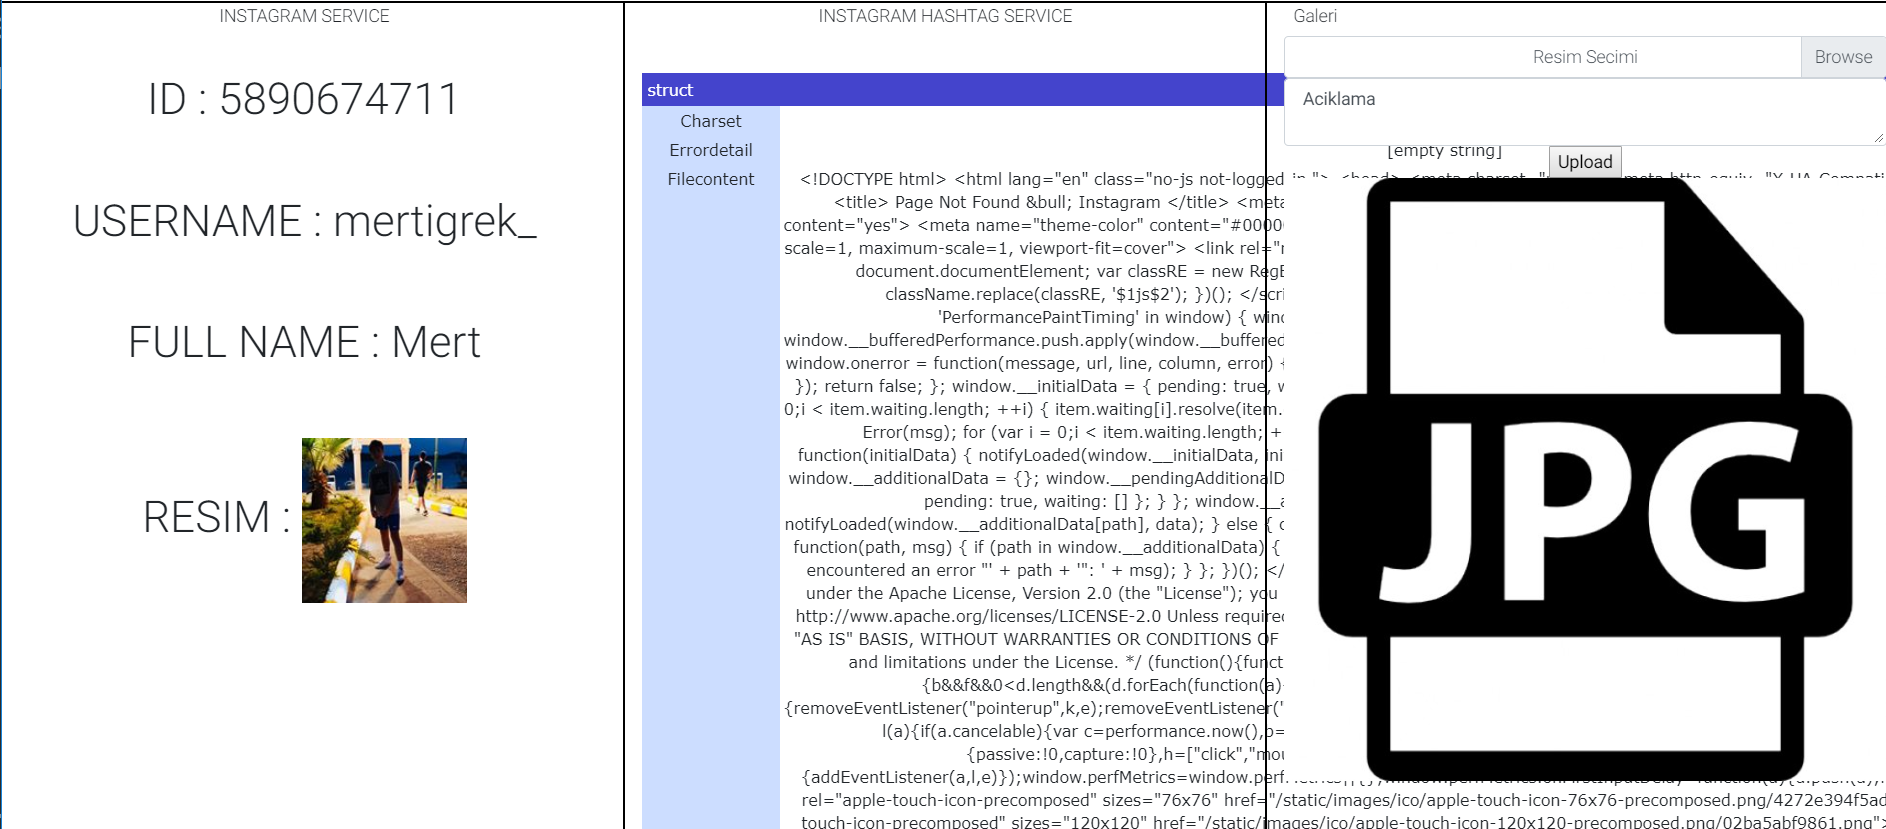 INSTAGRAM SERVICE
ID : 5890674711
USERNAME : mertigrek_
FULL NAME : Mert
RESIM :
INSTAGRAM HASHTAG SERVICE
struct
Charset
Errordetail
[empty string]
Filecontent
<!DOCTYPE html> <html lang="en" class="no-js not-logged-in "> <head> <meta charset="
<title> Page Not Found &bull; Instagram </title> <meta
content="yes"> <meta name="theme-color" content="#0000
scale=1, maximum-scale=1, viewport-fit=cover"> <link rel="
document.documentElement; var classRE = new RegE
className.replace(classRE, '$1js$2'); })(); </scri
'PerformancePaintTiming' in window) { wind
window.__bufferedPerformance.push.apply(window.__buffered
window.onerror = function(message, url, line, column, error) {
}); return false; }; window.__initialData = { pending: true, w
0;i < item.waiting.length; ++i) { item.waiting[i].resolve(item.
Error(msg); for (var i = 0;i < item.waiting.length; +
function(initialData) { notifyLoaded(window.__initialData, ini
window.__additionalData = {}; window.__pendingAdditionalD
pending: true, waiting: [] }; } }; window.__a
notifyLoaded(window.__additionalData[path], data); } else { c
function(path, msg) { if (path in window.__additionalData) {
encountered an error "' + path + '": ' + msg); } }; })(); </
under the Apache License, Version 2.0 (the "License"); you
http://www.apache.org/licenses/LICENSE-2.0 Unless required
"AS IS" BASIS, WITHOUT WARRANTIES OR CONDITIONS OF
and limitations under the License. */ (function(){funct
{b&&f&&0<d.length&&(d.forEach(function(a)
{removeEventListener("pointerup",k,e);removeEventListener("
l(a){if(a.cancelable){var c=performance.now(),b=
{passive:!0,capture:!0},h=["click","mou
{addEventListener(a,l,e)});window.perfMetrics=window.perf
rel="apple-touch-icon-precomposed" sizes="76x76" href="/static/images/ico/apple-touch-icon-76x76-precomposed.png/4272e394f5ad
touch-icon-precomposed" sizes="120x120" href="/static/images/ico/apple-touch-icon-120x120-precomposed.png/02ba5abf9861.png">
Galeri
Resim Secimi Browse
Aciklama
Upload
JPG